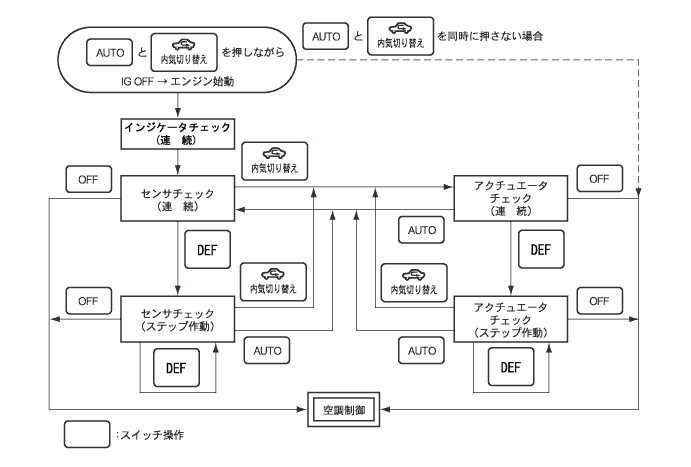 AUTO と 内気切り替え を押しながら
IG OFF → エンジン始動
AUTO と 内気切り替え を同時に押さない場合
インジケータチェック
(連 続)
内気切り替え
OFF
センサチェック
(連 続)
アクチュエータ
チェック
(連 続)
OFF
AUTO
DEF
DEF
内気切り替え
内気切り替え
OFF
センサチェック
(ステップ作動)
アクチュエータ
チェック
(ステップ作動)
OFF
AUTO
AUTO
DEF
DEF
空調制御
:スイッチ操作